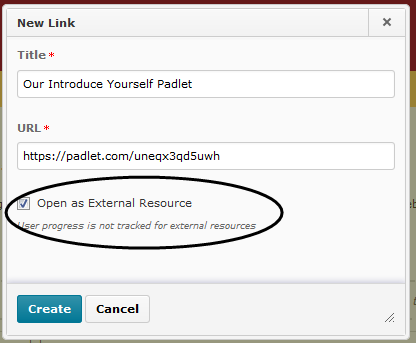 New Link
Title *
Our Introduce Yourself Padlet
URL *
https://padlet.com/uneqx3qd5uwh
Open as External Resource
User progress is not tracked for external resources
Create Cancel